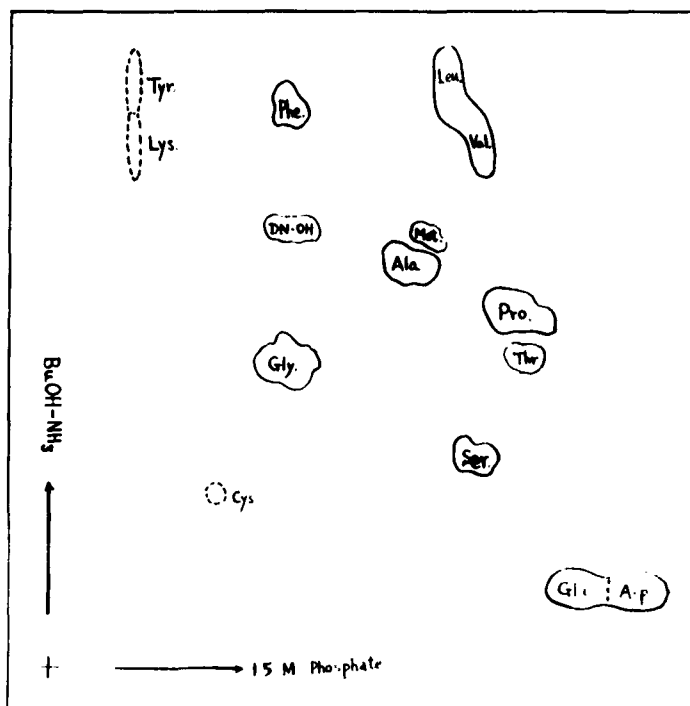 Tyr.
Leu.
Phe.
Val.
Lys.
DN-OH
Met.
Ala
Pro.
Thr
Gly.
Ser.
Cys
BuOH-NH₃
A·p
1.5 M Phosphate